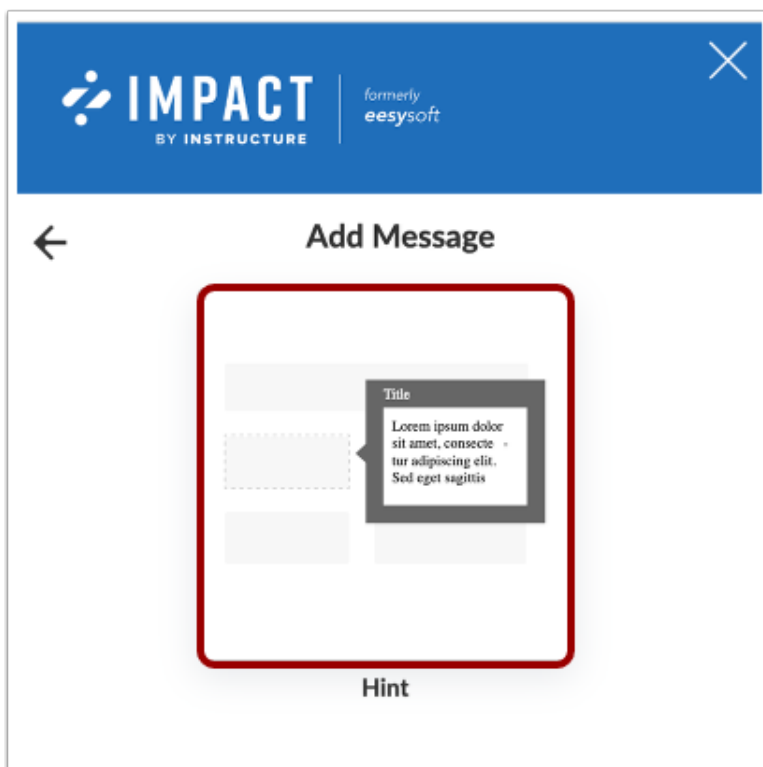 IMPACT
BY INSTRUCTURE
formerly
eesysoft
Add Message
Title
Lorem ipsum dolor
sit amet, consecte -
tur adipiscing elit.
Sed eget sagittis
Hint